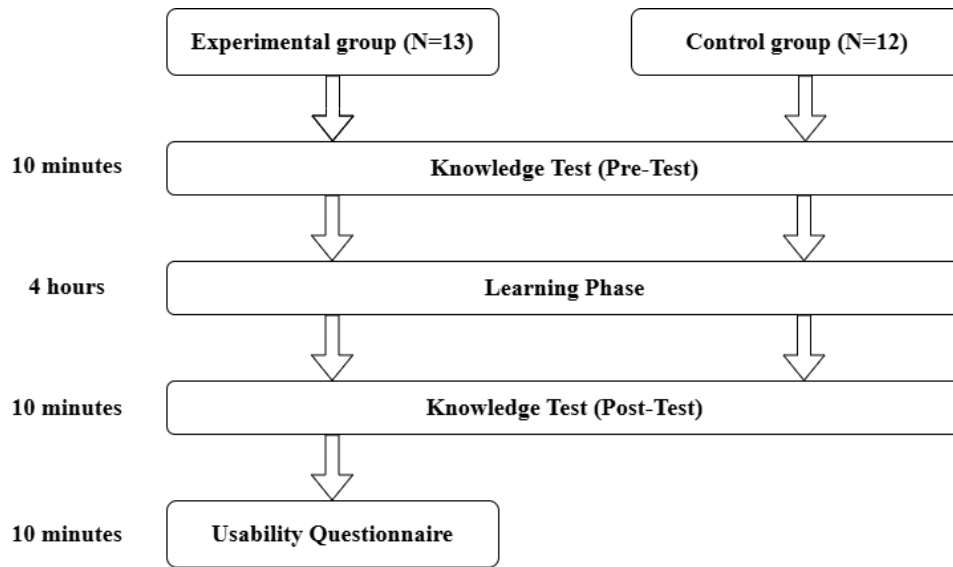 Experimental group (N=13)
Control group (N=12)
10 minutes
Knowledge Test (Pre-Test)
4 hours
Learning Phase
10 minutes
Knowledge Test (Post-Test)
10 minutes
Usability Questionnaire